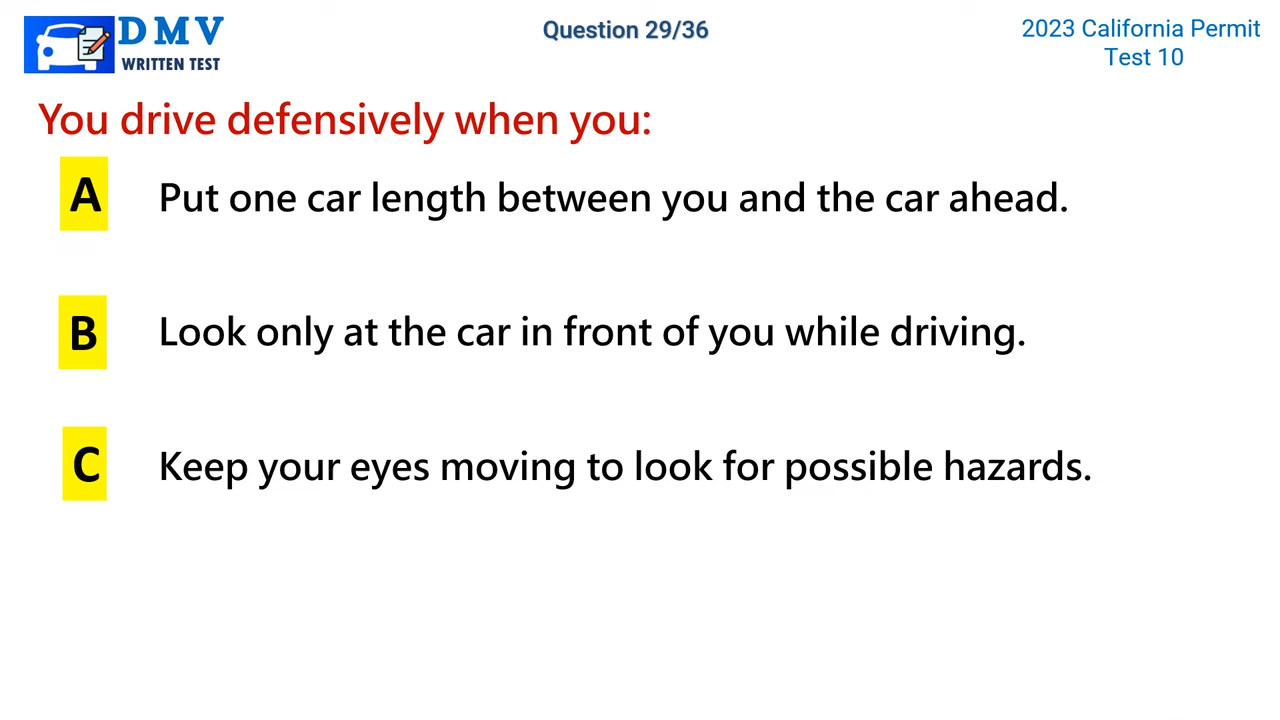 DMV
WRITTEN TEST
Question 29/36
2023 California Permit
Test 10
You drive defensively when you:
A Put one car length between you and the car ahead.
B Look only at the car in front of you while driving.
C Keep your eyes moving to look for possible hazards.